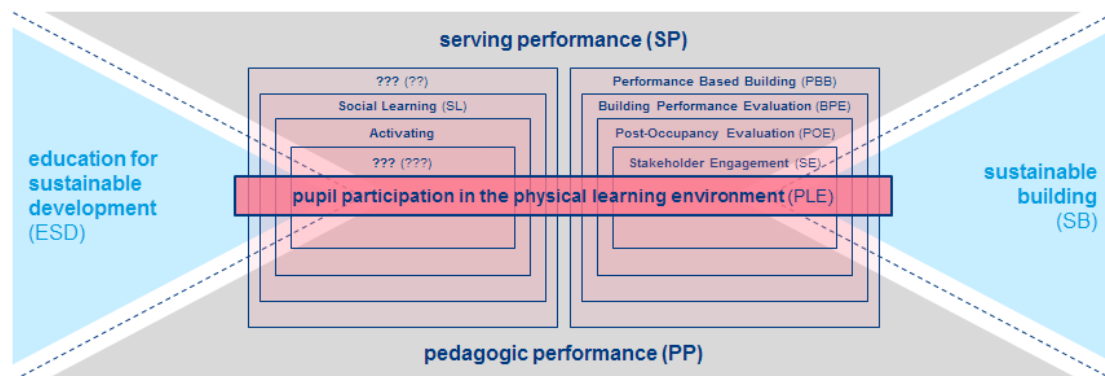 serving performance (SP)
??? (??)
Social Learning (SL)
Activating
??? (???)
Performance Based Building (PBB)
Building Performance Evaluation (BPE)
Post-Occupancy Evaluation (POE)
Stakeholder Engagement (SE)
education for
sustainable
development
(ESD)
pupil participation in the physical learning environment (PLE)
sustainable
building
(SB)
pedagogic performance (PP)